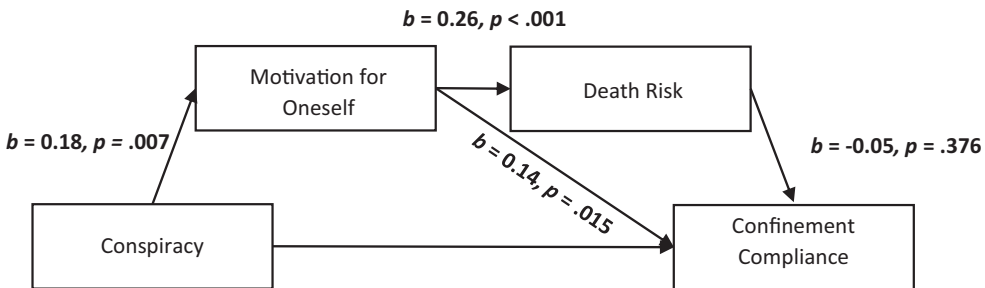 b = 0.26, p < .001
Motivation for
Oneself
Death Risk
b = 0.18, p = .007
b = 0.14, p = .015
b = -0.05, p = .376
Conspiracy
Confinement
Compliance